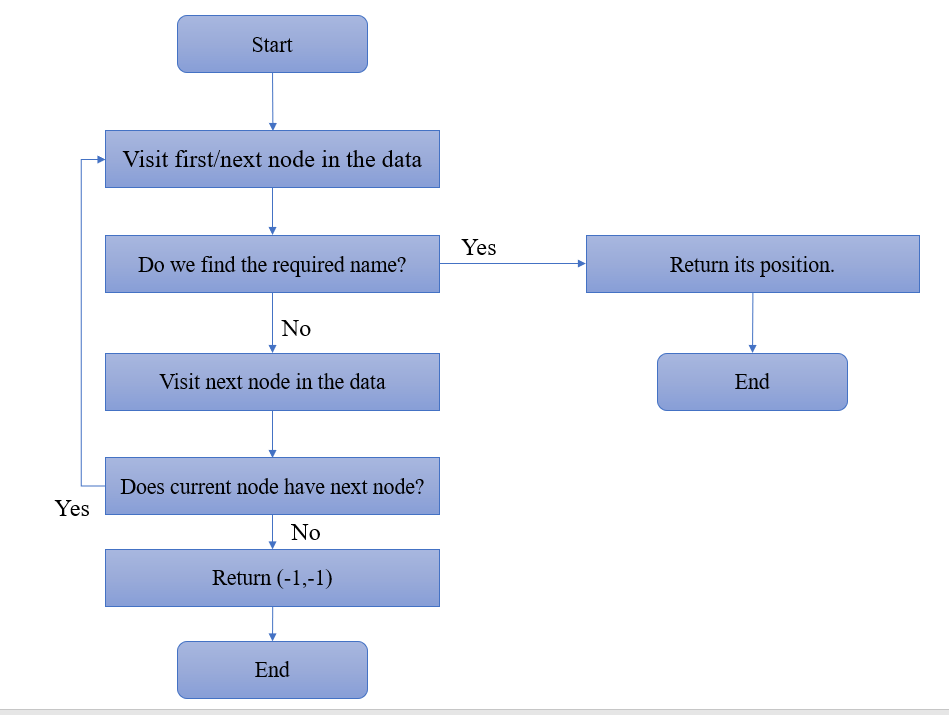 Start
Visit first/next node in the data
Do we find the required name?
Yes
Return its position.
No
Visit next node in the data
End
Does current node have next node?
Yes
No
Return (-1,-1)
End